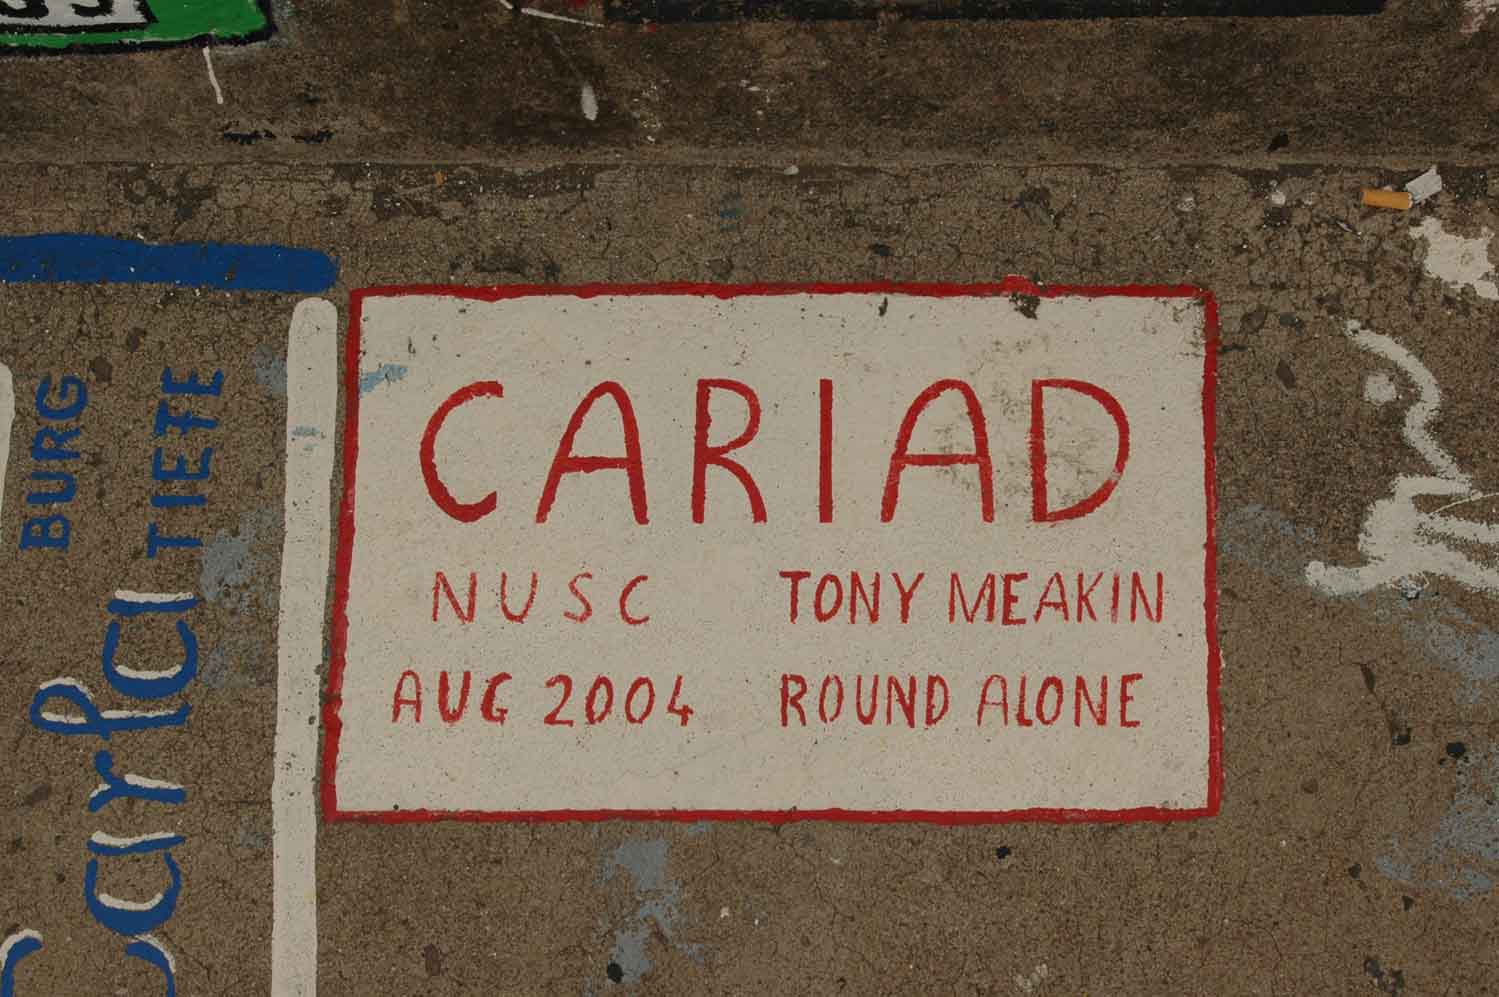 CARIAD
NUSC TONY MEAKIN
AUG 2004 ROUND ALONE
BURG
TIEFE